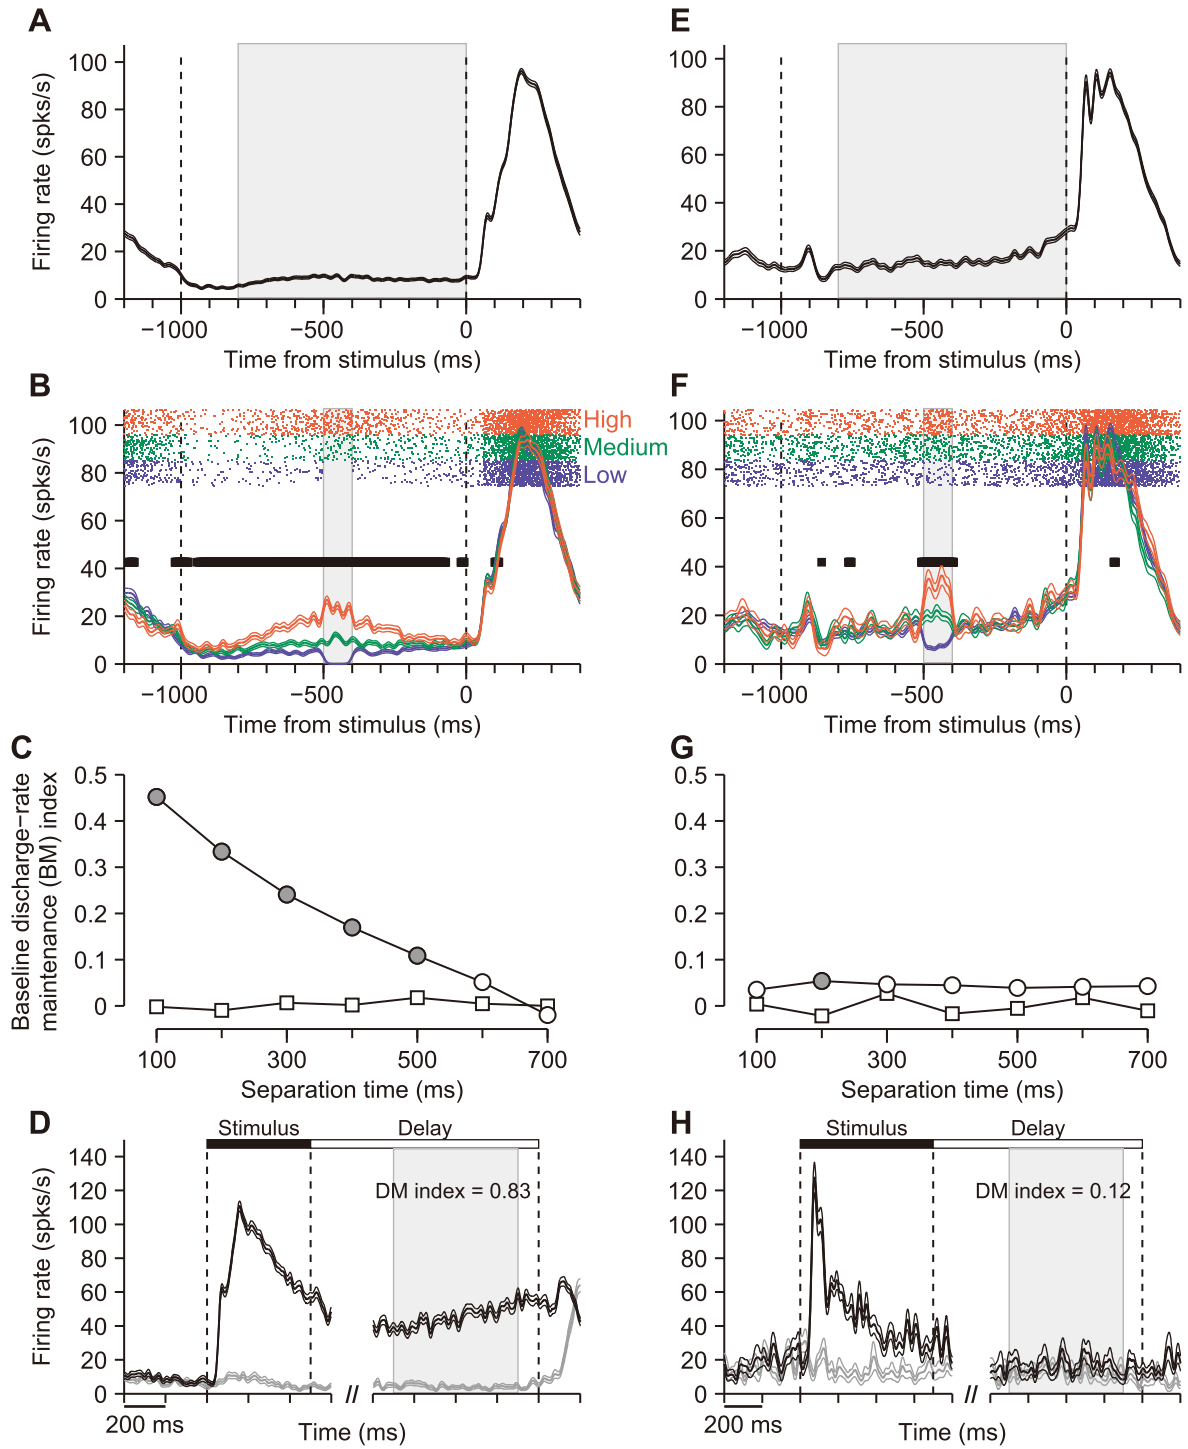 A
Firing rate (spks/s)
100
80
60
40
20
0
−1000
−500
0
Time from stimulus (ms)
E
Firing rate (spks/s)
100
80
60
40
20
0
−1000
−500
0
Time from stimulus (ms)
B
Firing rate (spks/s)
100
80
60
40
20
0
High
Medium
Low
−1000
−500
0
Time from stimulus (ms)
F
100
80
60
40
20
0
−1000
−500
0
Time from stimulus (ms)
C
Baseline discharge−rate
maintenance (BM) index
0.5
0.4
0.3
0.2
0.1
0
100
300
500
700
Separation time (ms)
G
0.5
0.4
0.3
0.2
0.1
0
100
300
500
700
Separation time (ms)
D
Stimulus
Delay
Firing rate (spks/s)
140
120
100
80
60
40
20
0
DM index = 0.83
//
200 ms
Time (ms)
H
Stimulus
Delay
140
120
100
80
60
40
20
0
DM index = 0.12
//
200 ms
Time (ms)